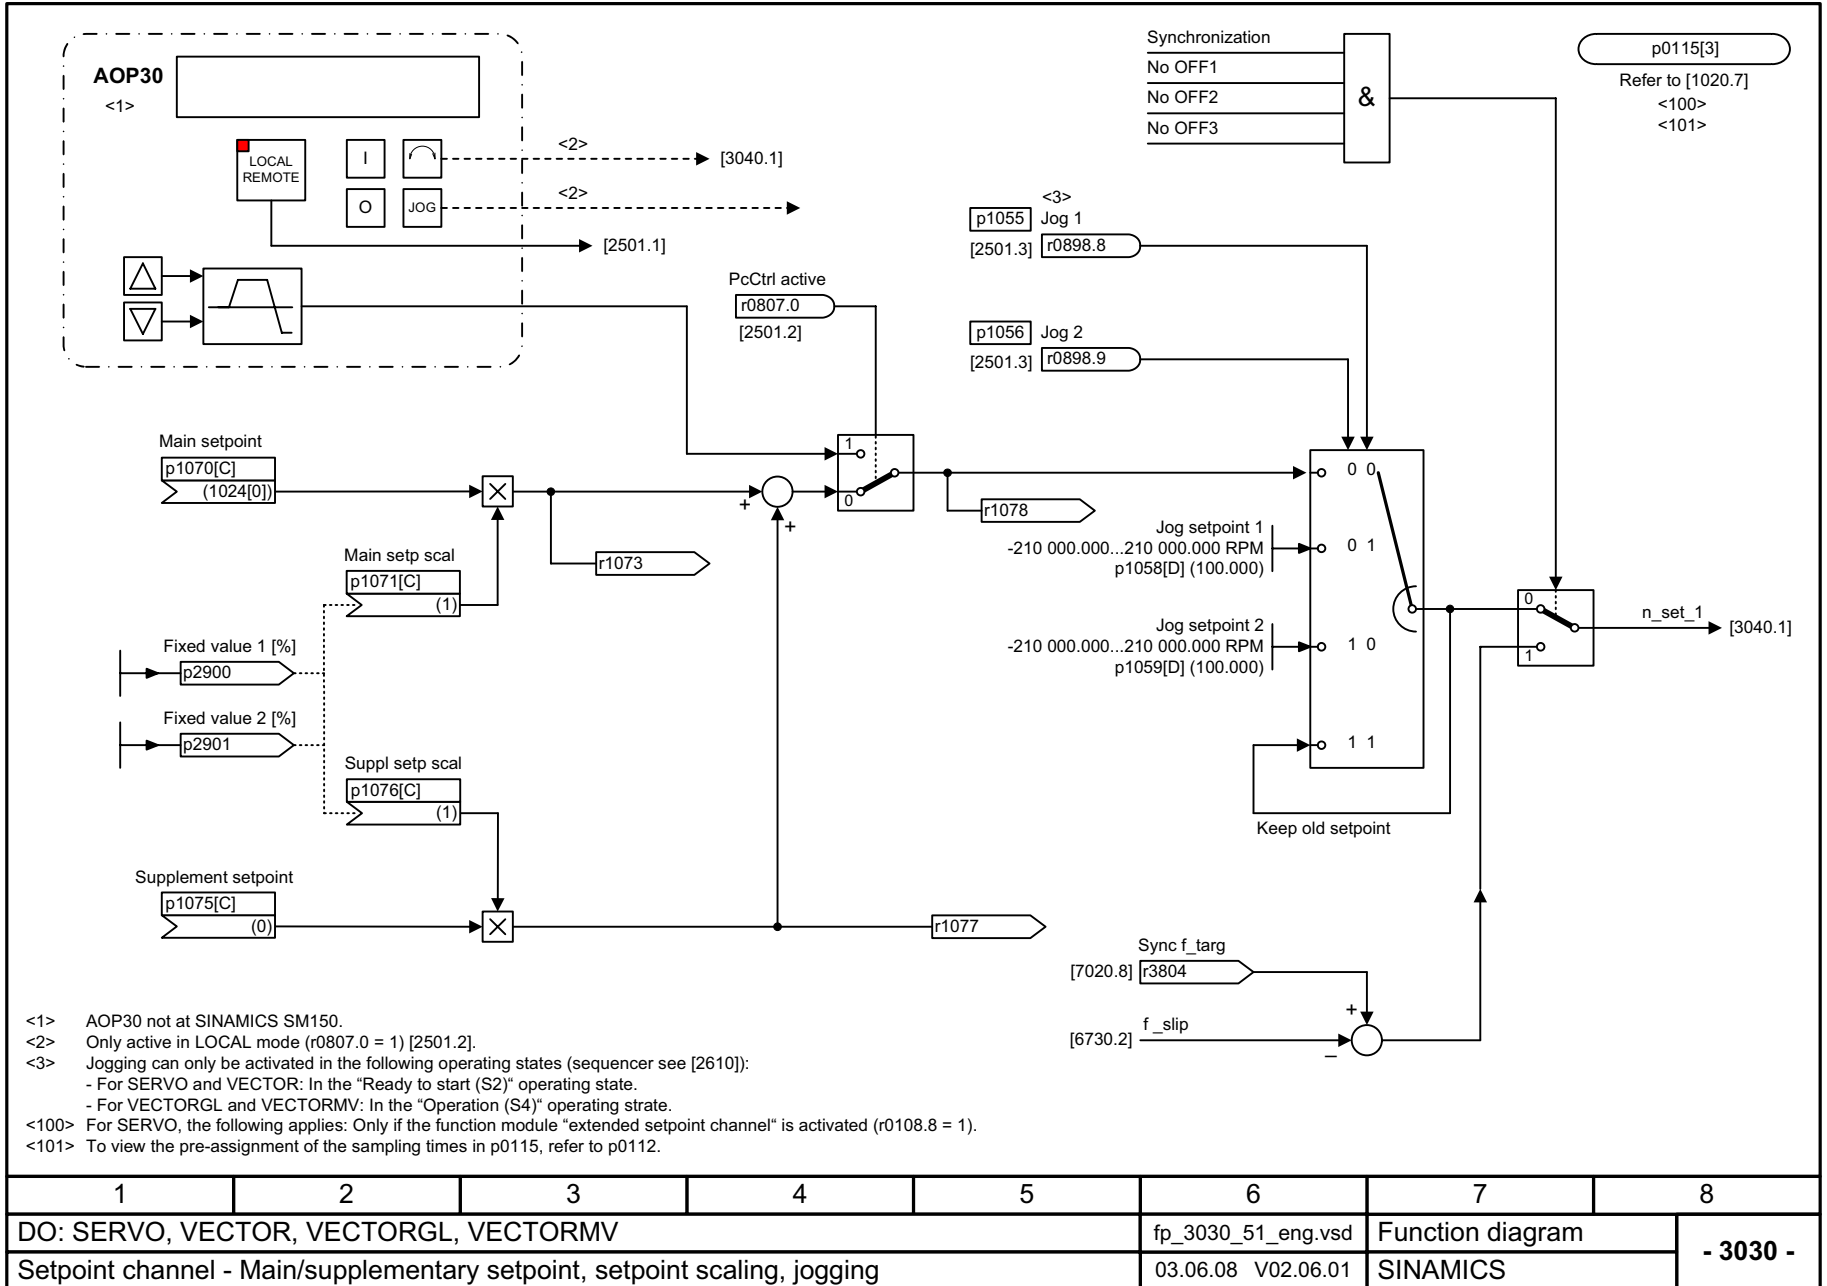 AOP30
<1>
LOCAL
REMOTE
I
O
JOG
<2>
[3040.1]
<2>
[2501.1]
Synchronization
No OFF1
No OFF2
No OFF3
&
p0115[3]
Refer to [1020.7]
<100>
<101>
<3>
p1055 Jog 1
[2501.3] r0898.8
p1056 Jog 2
[2501.3] r0898.9
PcCtrl active
r0807.0
[2501.2]
1
0
Main setpoint
p1070[C]
(1024[0])
+
+
r1078
r1073
Main setp scal
p1071[C]
(1)
Fixed value 1 [%]
p2900
Fixed value 2 [%]
p2901
Suppl setp scal
p1076[C]
(1)
Supplement setpoint
p1075[C]
(0)
r1077
0 0
Jog setpoint 1
-210 000.000...210 000.000 RPM
p1058[D] (100.000)
0 1
Jog setpoint 2
-210 000.000...210 000.000 RPM
p1059[D] (100.000)
1 0
1 1
Keep old setpoint
0
1
n_set_1
[3040.1]
Sync f_targ
[7020.8] r3804
+
f _slip
[6730.2]
–
<1> AOP30 not at SINAMICS SM150.
<2> Only active in LOCAL mode (r0807.0 = 1) [2501.2].
<3> Jogging can only be activated in the following operating states (sequencer see [2610]):
- For SERVO and VECTOR: In the “Ready to start (S2)“ operating state.
- For VECTORGL and VECTORMV: In the “Operation (S4)“ operating strate.
<100> For SERVO, the following applies: Only if the function module “extended setpoint channel“ is activated (r0108.8 = 1).
<101> To view the pre-assignment of the sampling times in p0115, refer to p0112.
1 2 3 4 5 6 7 8
DO: SERVO, VECTOR, VECTORGL, VECTORMV
fp_3030_51_eng.vsd
Function diagram
- 3030 -
Setpoint channel - Main/supplementary setpoint, setpoint scaling, jogging
03.06.08 V02.06.01
SINAMICS